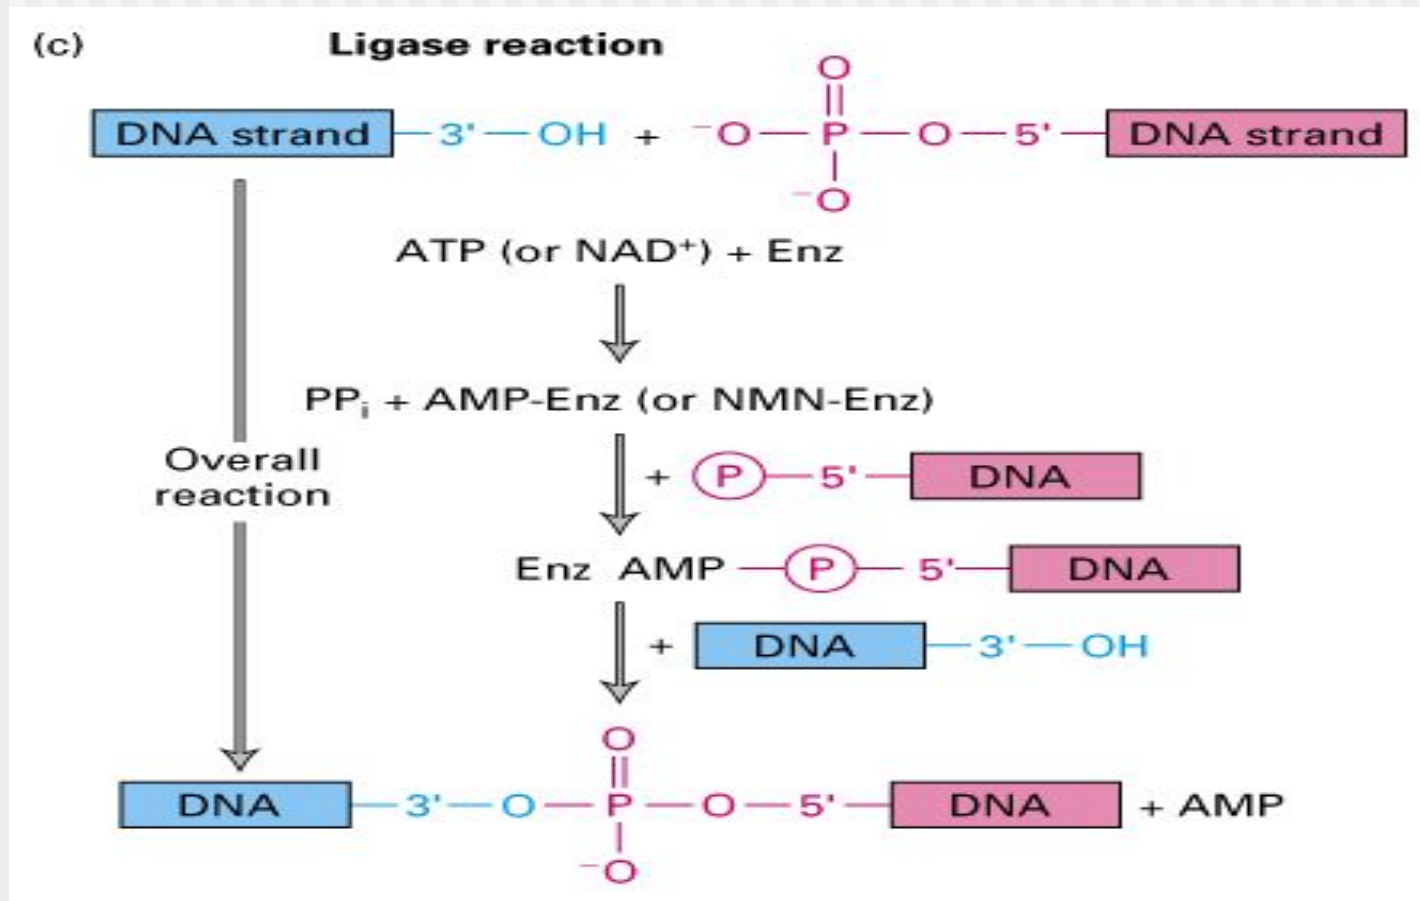 (c) Ligase reaction
O
DNA strand 3' OH + ⁻O P O 5' DNA strand
⁻O
ATP (or NAD⁺) + Enz
PPᵢ + AMP-Enz (or NMN-Enz)
Overall
reaction
+ P 5' DNA
Enz AMP P 5' DNA
+ DNA 3' OH
O
DNA 3' O P O 5' DNA + AMP
⁻O